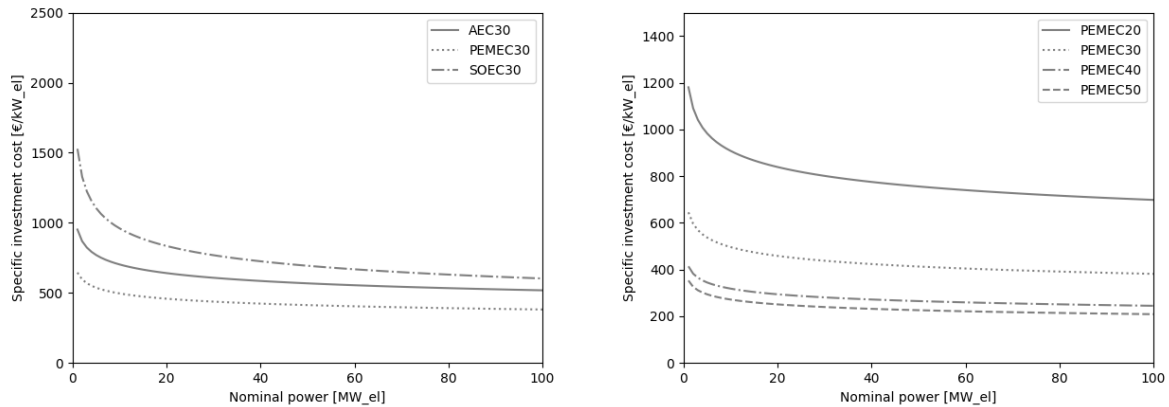 2500
2000
1500
1000
500
0
0 20 40 60 80 100
Specific investment cost [€/kW_el]
Nominal power [MW_el]
AEC30
PEMEC30
SOEC30
1400
1200
1000
800
600
400
200
0
0 20 40 60 80 100
Specific investment cost [€/kW_el]
Nominal power [MW_el]
PEMEC20
PEMEC30
PEMEC40
PEMEC50